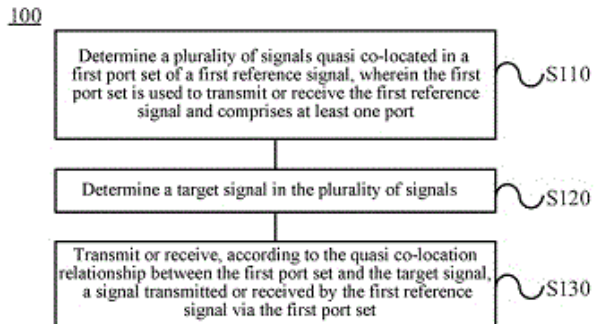 100
Determine a plurality of signals quasi co-located in a
first port set of a first reference signal, wherein the first
port set is used to transmit or receive the first reference
signal and comprises at least one port
S110
Determine a target signal in the plurality of signals
S120
Transmit or receive, according to the quasi co-location
relationship between the first port set and the target signal,
a signal transmitted or received by the first reference
signal via the first port set
S130